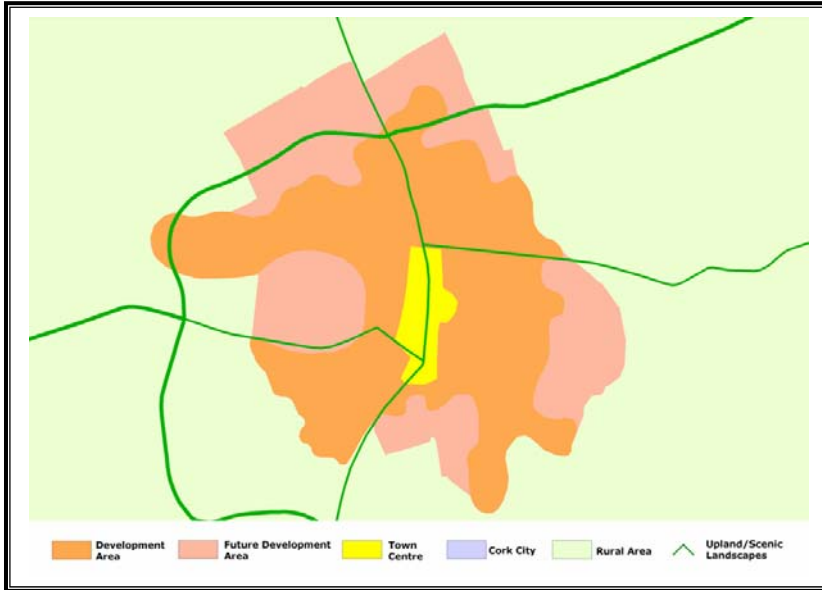 Development
Area
Future Development
Area
Town
Centre
Cork City
Rural Area
Upland/Scenic
Landscapes